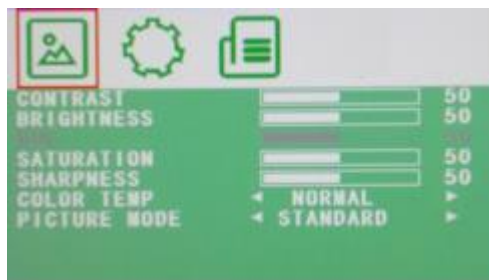 CONTRAST 50
BRIGHTNESS 50
SATURATION 50
SHARPNESS 50
COLOR TEMP ◄ NORMAL ►
PICTURE MODE ◄ STANDARD ►